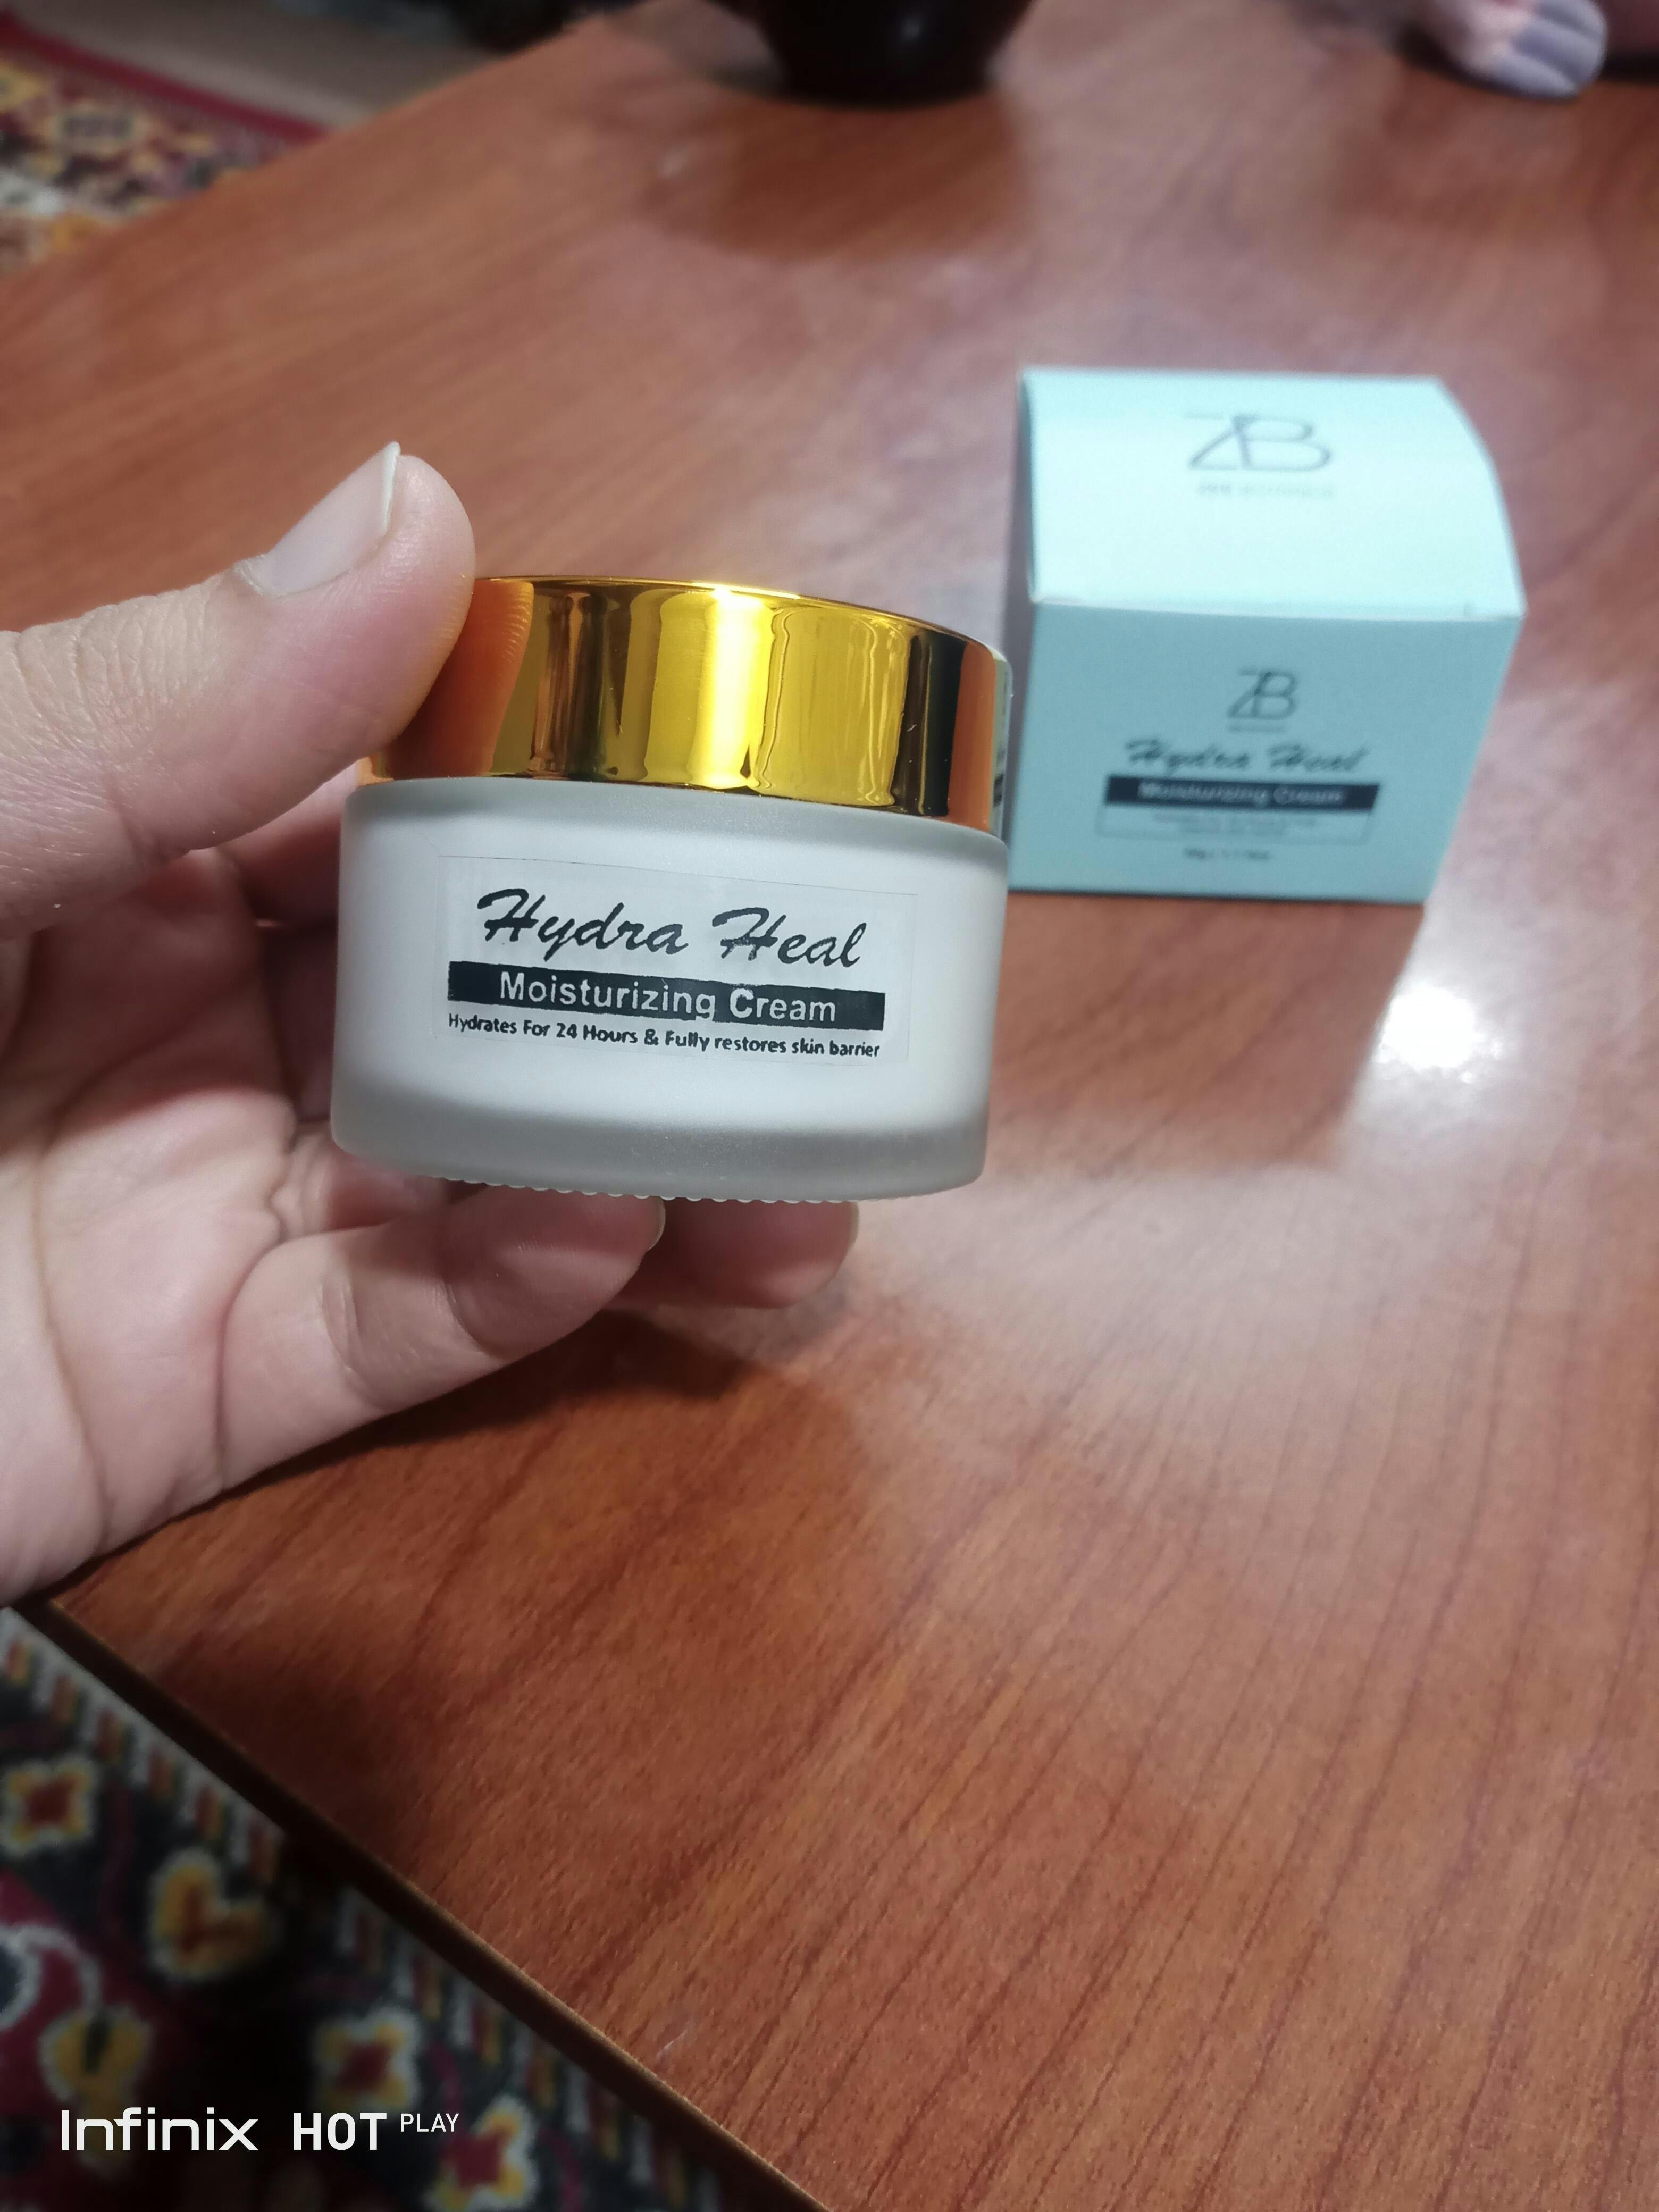 ZB
ZB
Hydra Heal
Moisturizing Cream
Hydra Heal
Moisturizing Cream
Hydrates For 24 Hours & Fully restores skin barrier
Infinix HOT PLAY